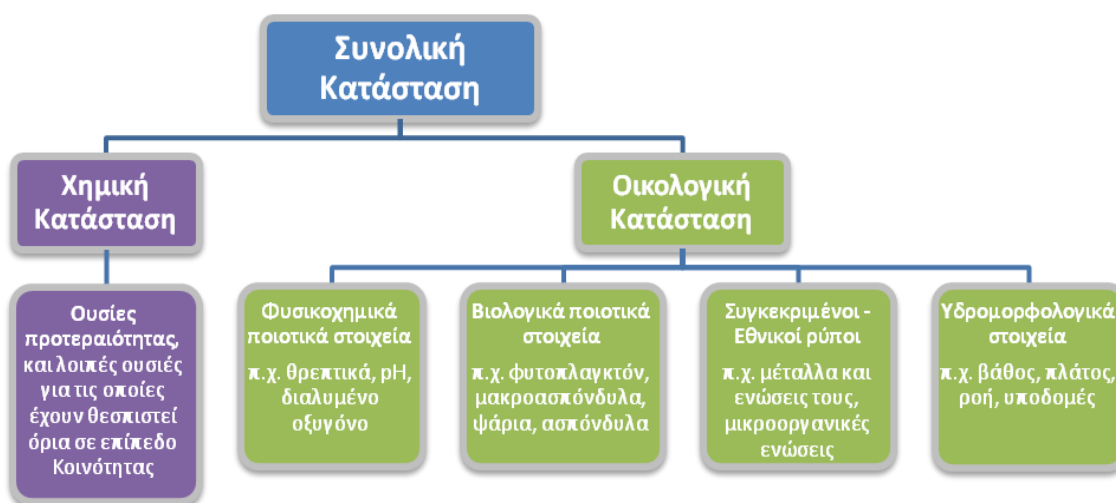 Συνολική
Κατάσταση
Χημική
Κατάσταση
Οικολογική
Κατάσταση
Ουσίες
προτεραιότητας,
και λοιπές ουσιές
για τις οποίες
έχουν θεσπιστεί
όρια σε επίπεδο
Κοινότητας
Φυσικοχημικά
ποιοτικά στοιχεία
π.χ. θρεπτικά, pH,
διαλυμένο
οξυγόνο
Βιολογικά ποιοτικά
στοιχεία
π.χ. φυτοπλαγκτόν,
μακροασπόνδυλα,
ψάρια, ασπόνδυλα
Συγκεκριμένοι -
Εθνικοί ρύποι
π.χ. μέταλλα και
ενώσεις τους,
μικροοργανικές
ενώσεις
Υδρομορφολογικά
στοιχεία
π.χ. βάθος, πλάτος,
ροή, υποδομές